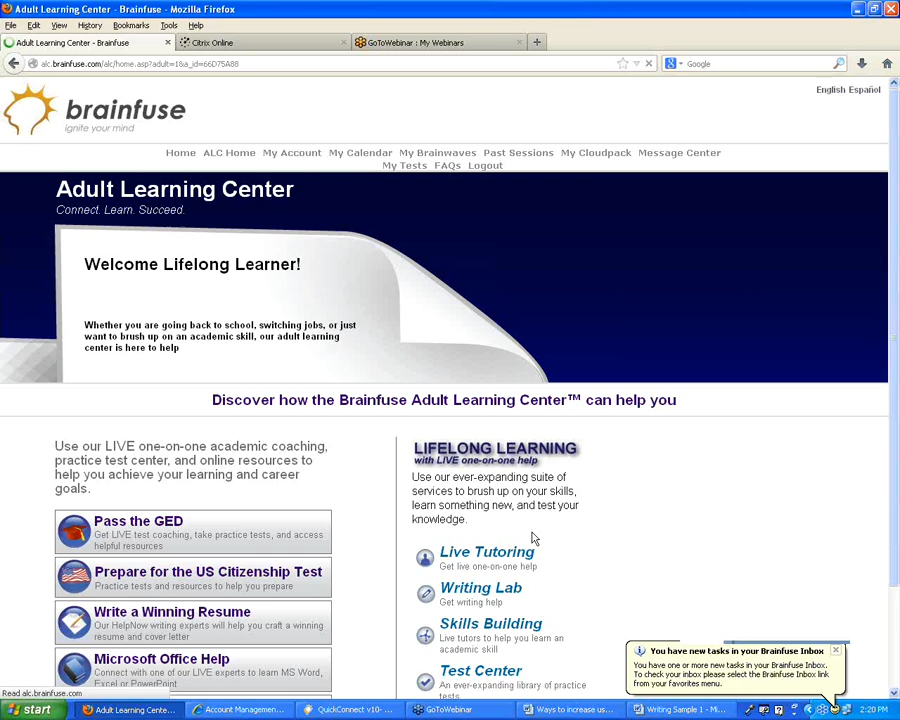 Adult Learning Center - Brainfuse - Mozilla Firefox
File Edit View History Bookmarks Tools Help
Adult Learning Center - Brainfuse × Citrix Online × GoToWebinar : My Webinars × +
alc.brainfuse.com/alc/home.asp?adult=1&a_id=66D75A88 Google
English Español
brainfuse
ignite your mind
Home ALC Home My Account My Calendar My Brainwaves Past Sessions My Cloudpack Message Center
My Tests FAQs Logout
Adult Learning Center
Connect. Learn. Succeed.
Welcome Lifelong Learner!
Whether you are going back to school, switching jobs, or just
want to brush up on an academic skill, our adult learning
center is here to help
Discover how the Brainfuse Adult Learning Center™ can help you
Use our LIVE one-on-one academic coaching,
practice test center, and online resources to
help you achieve your learning and career
goals.
Pass the GED
Get LIVE test coaching, take practice tests, and access
helpful resources
Prepare for the US Citizenship Test
Practice tests and resources to help you prepare
Write a Winning Resume
Our HelpNow writing experts will help you craft a winning
resume and cover letter
Microsoft Office Help
Connect with one of our LIVE experts to learn MS Word,
Excel or PowerPoint
LIFELONG LEARNING
with LIVE one-on-one help
Use our ever-expanding suite of
services to brush up on your skills,
learn something new, and test your
knowledge.
Live Tutoring
Get live one-on-one help
Writing Lab
Get writing help
Skills Building
Live tutors to help you learn an
academic skill
Test Center
An ever-expanding library of practice
tests
You have new tasks in your Brainfuse Inbox
You have one or more new tasks in your Brainfuse Inbox.
To check your inbox please select the Brainfuse Inbox link
from your favorites menu.
Read alc.brainfuse.com
start Adult Learning Cente... Account Managemen... QuickConnect v10- ... GoToWebinar Ways to increase us... Writing Sample 1 - Mi... 2:20 PM